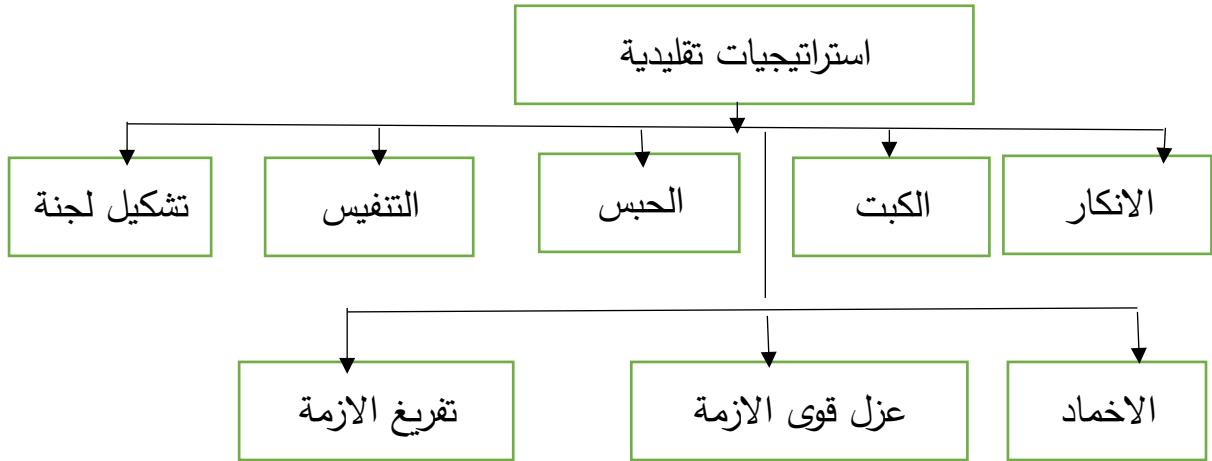 استراتيجيات تقليدية
الانكار
الكبت
الحبس
التنفيس
تشكيل لجنة
الاخماد
عزل قوى الازمة
تفريغ الازمة